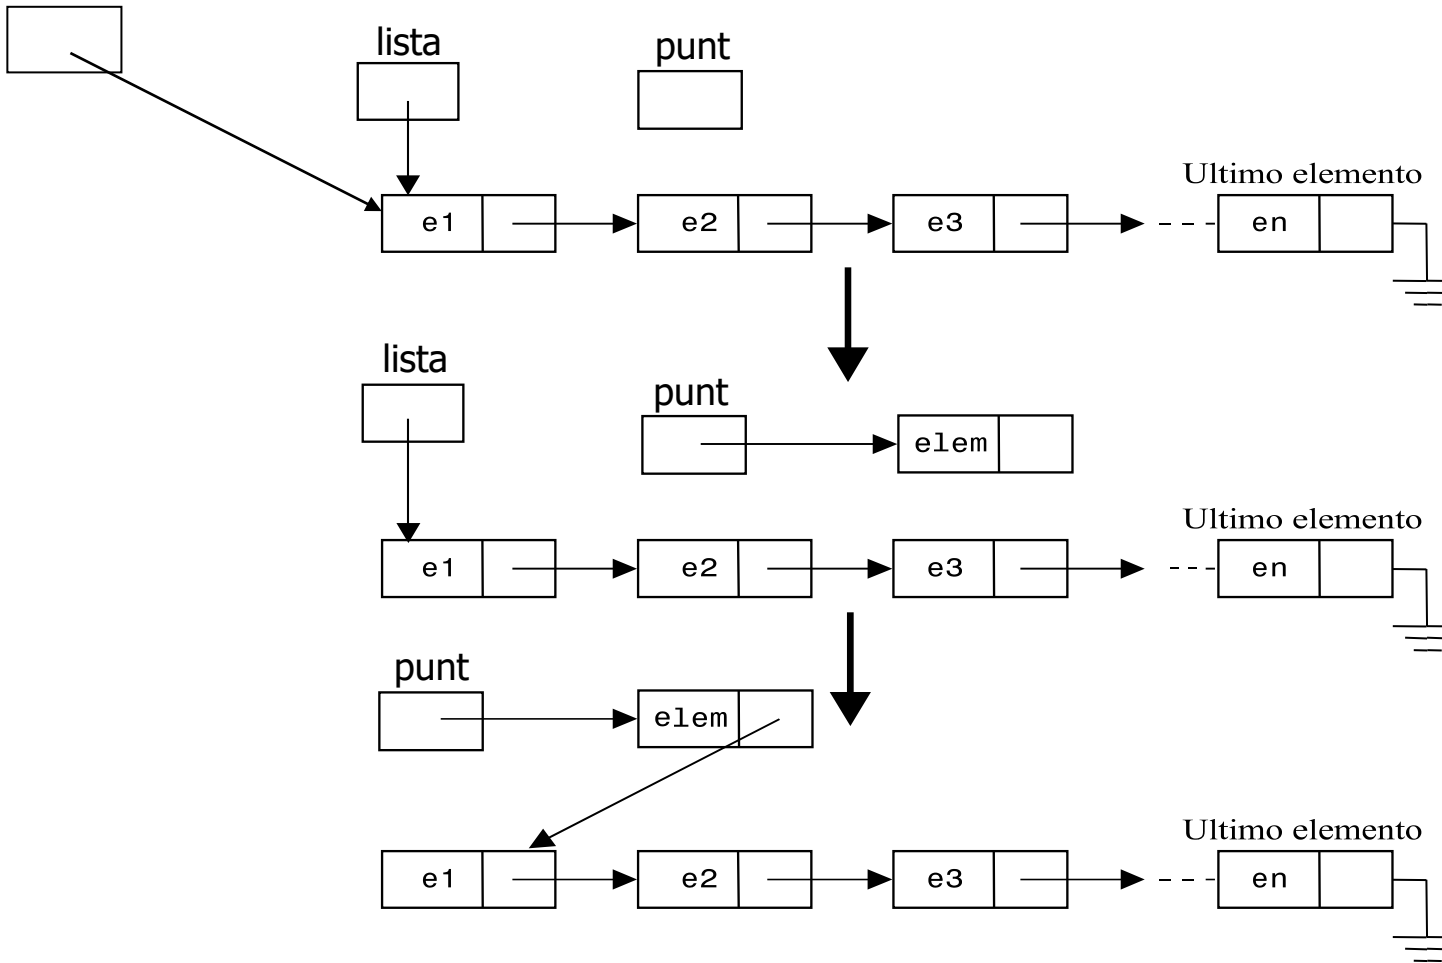 lista
punt
Ultimo elemento
e1 e2 e3 en
lista
punt
elem
Ultimo elemento
e1 e2 e3 en
punt
elem
Ultimo elemento
e1 e2 e3 en